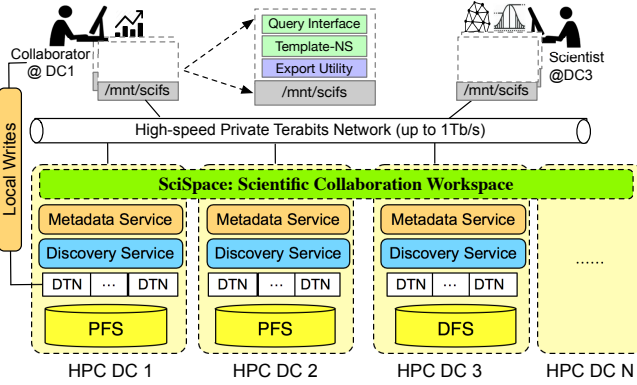 Collaborator
@ DC1
/mnt/scifs
Query Interface
Template-NS
Export Utility
/mnt/scifs
Scientist
@DC3
/mnt/scifs
Local Writes
High-speed Private Terabits Network (up to 1Tb/s)
SciSpace: Scientific Collaboration Workspace
Metadata Service
Discovery Service
DTN ... DTN
PFS
HPC DC 1
Metadata Service
Discovery Service
DTN ... DTN
PFS
HPC DC 2
Metadata Service
Discovery Service
DTN ... DTN
DFS
HPC DC 3
......
HPC DC N